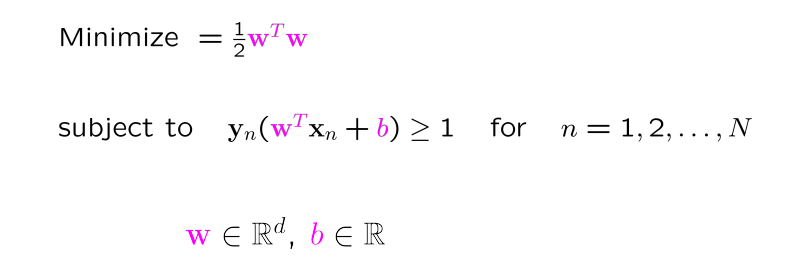 Minimize = ½wᵀw
subject to yₙ(wᵀxₙ + b) ≥ 1 for n = 1, 2, . . . , N
w ∈ ℝᵈ, b ∈ ℝ